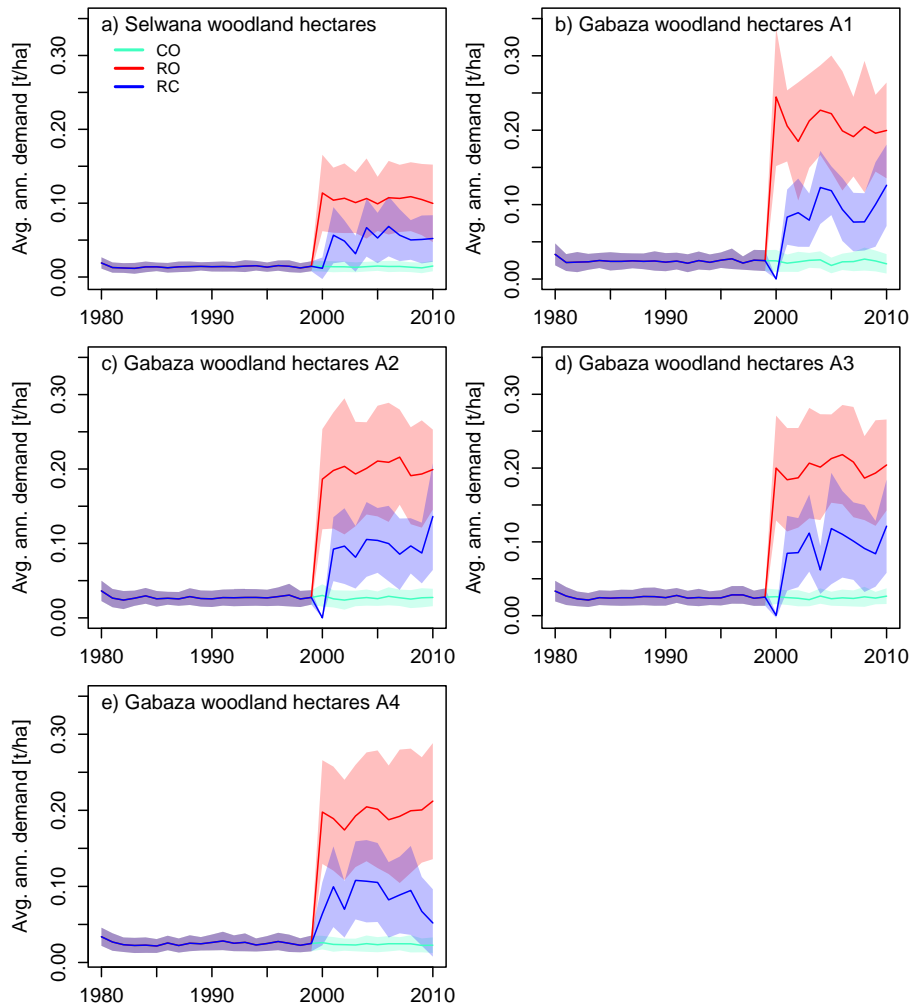 a) Selwana woodland hectares
CO
RO
RC
Avg. ann. demand [t/ha]
0.30
0.20
0.10
0.00
1980 1990 2000 2010
b) Gabaza woodland hectares A1
Avg. ann. demand [t/ha]
0.30
0.20
0.10
0.00
1980 1990 2000 2010
c) Gabaza woodland hectares A2
Avg. ann. demand [t/ha]
0.30
0.20
0.10
0.00
1980 1990 2000 2010
d) Gabaza woodland hectares A3
Avg. ann. demand [t/ha]
0.30
0.20
0.10
0.00
1980 1990 2000 2010
e) Gabaza woodland hectares A4
Avg. ann. demand [t/ha]
0.30
0.20
0.10
0.00
1980 1990 2000 2010